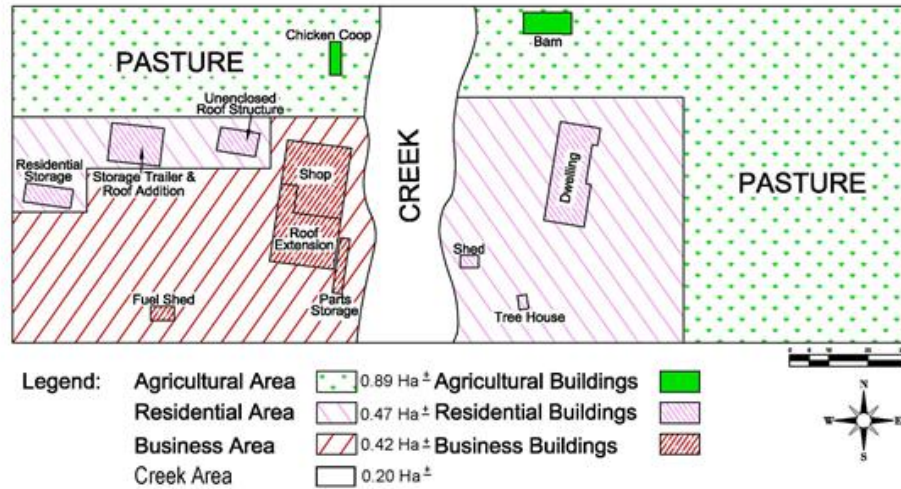 Chicken Coop
Barn
PASTURE
Unenclosed
Roof Structure
CREEK
Residential
Storage
Storage Trailer &
Roof Addition
Shop
Dwelling
PASTURE
Roof
Extension
Shed
Fuel Shed
Parts
Storage
Tree House
Legend: Agricultural Area 0.89 Ha ± Agricultural Buildings
Residential Area 0.47 Ha ± Residential Buildings
Business Area 0.42 Ha ± Business Buildings
Creek Area 0.20 Ha ±
N
W E
S